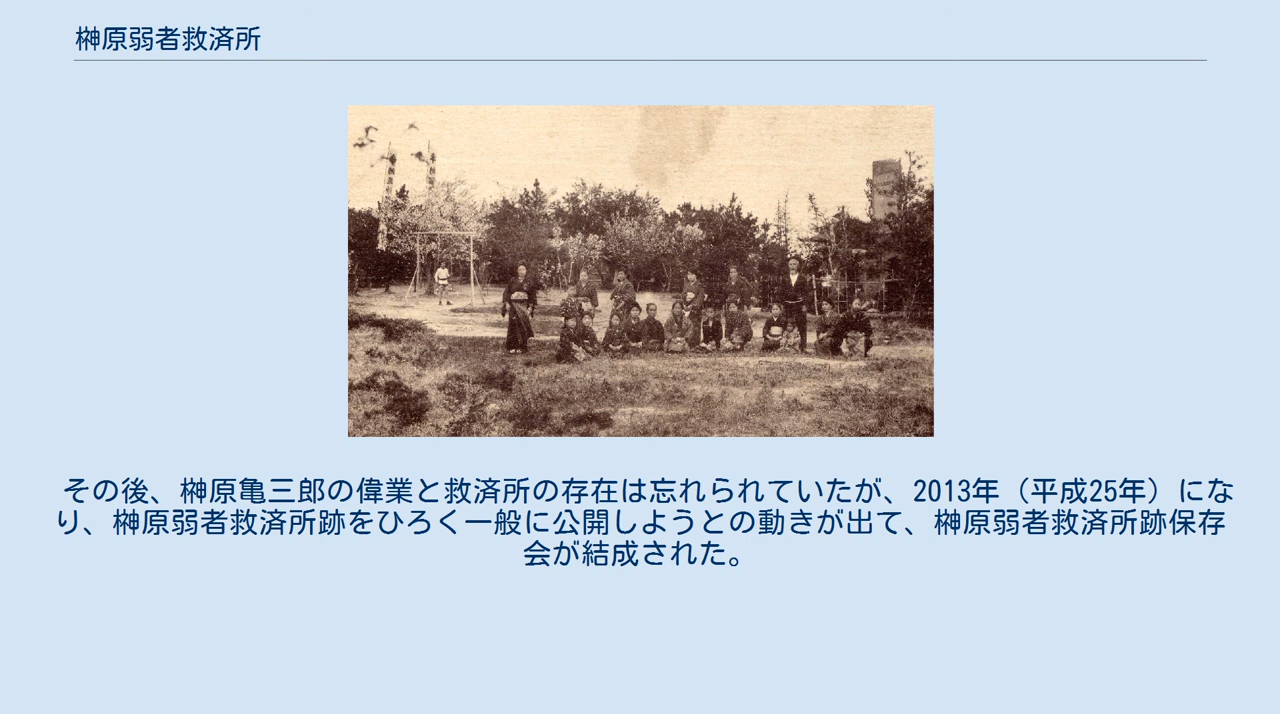 榊原弱者救済所
その後、榊原亀三郎の偉業と救済所の存在は忘れられていたが、2013年（平成25年）にな
り、榊原弱者救済所跡をひろく一般に公開しようとの動きが出て、榊原弱者救済所跡保存
会が結成された。